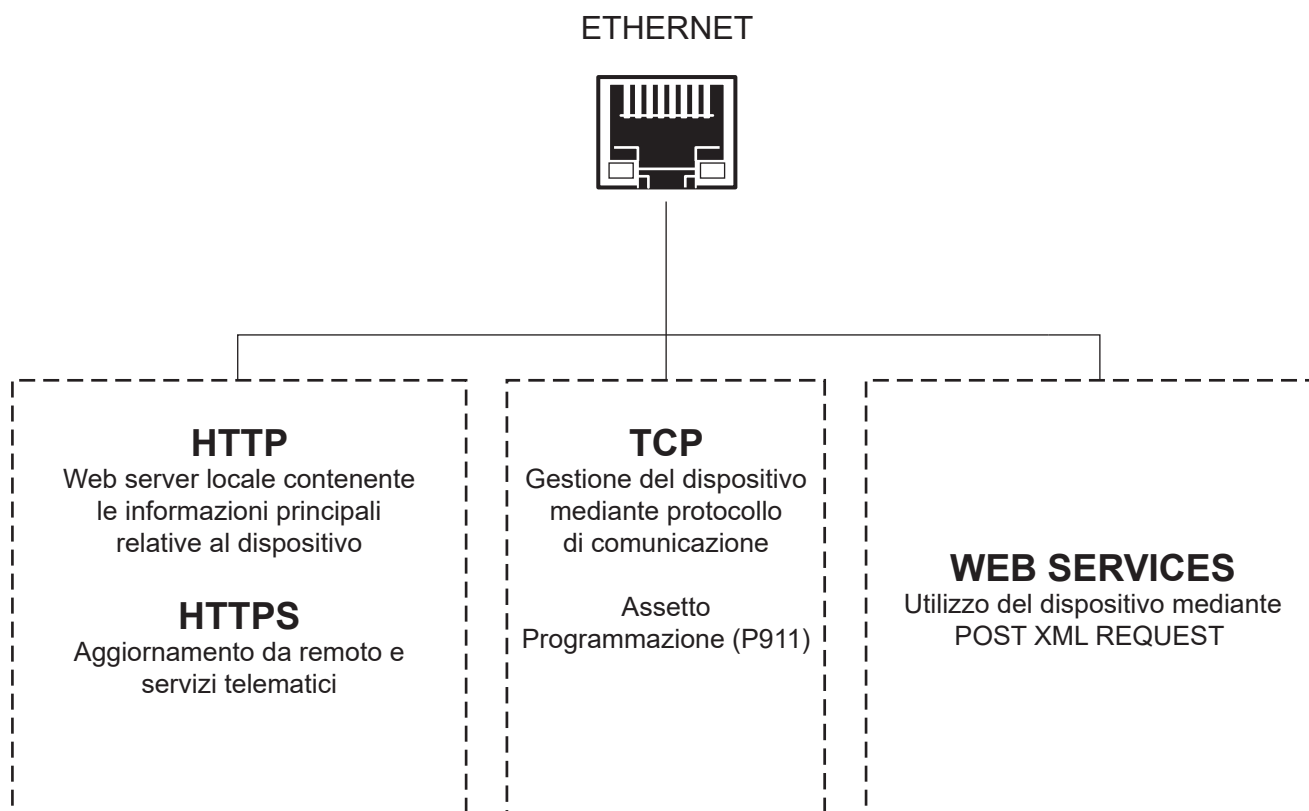 ETHERNET
HTTP
Web server locale contenente
le informazioni principali
relative al dispositivo
HTTPS
Aggiornamento da remoto e
servizi telematici
TCP
Gestione del dispositivo
mediante protocollo
di comunicazione
Assetto
Programmazione (P911)
WEB SERVICES
Utilizzo del dispositivo mediante
POST XML REQUEST